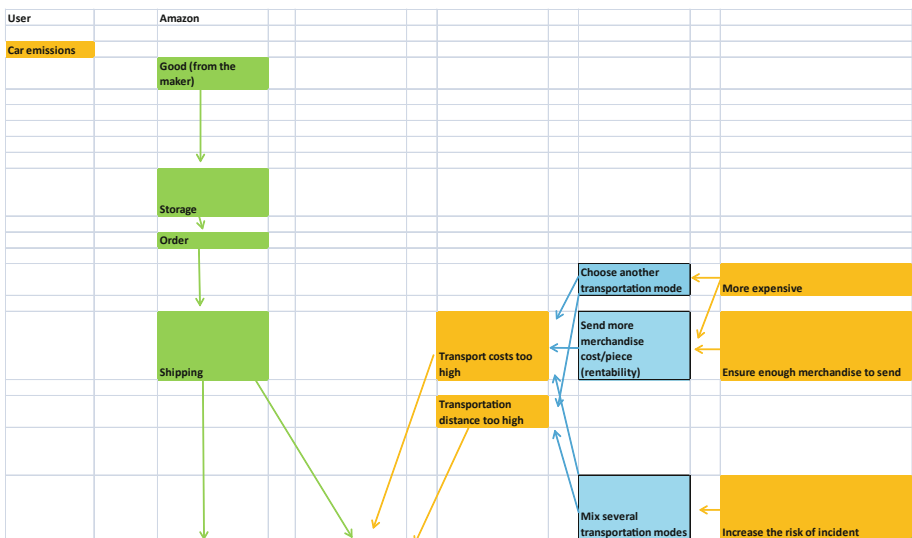 User
Amazon
Car emissions
Good (from the
maker)
Storage
Order
Choose another
transportation mode
More expensive
Shipping
Transport costs too
high
Send more
merchandise
cost/piece
(rentability)
Ensure enough merchandise to send
Transportation
distance too high
Mix several
transportation modes
Increase the risk of incident